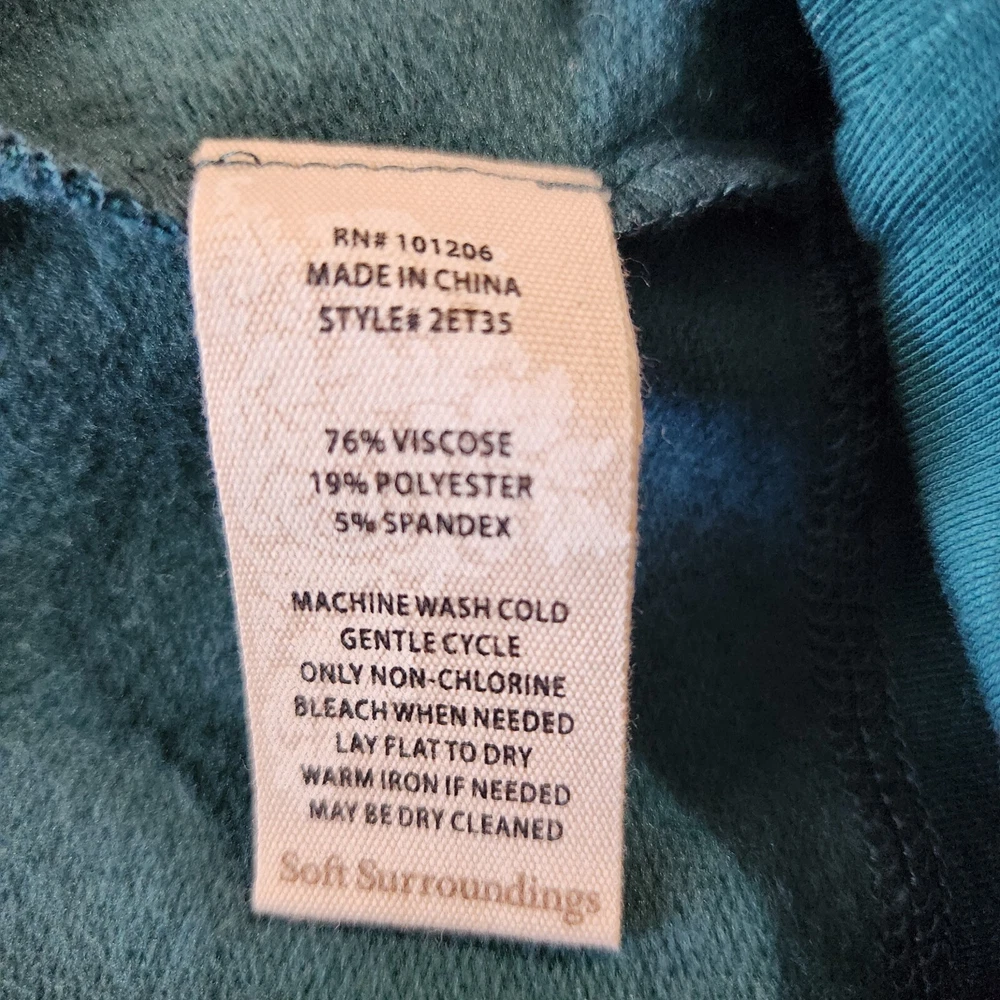 RN# 101206
MADE IN CHINA
STYLE# 2ET35
76% VISCOSE
19% POLYESTER
5% SPANDEX
MACHINE WASH COLD
GENTLE CYCLE
ONLY NON-CHLORINE
BLEACH WHEN NEEDED
LAY FLAT TO DRY
WARM IRON IF NEEDED
MAY BE DRY CLEANED
Soft Surroundings